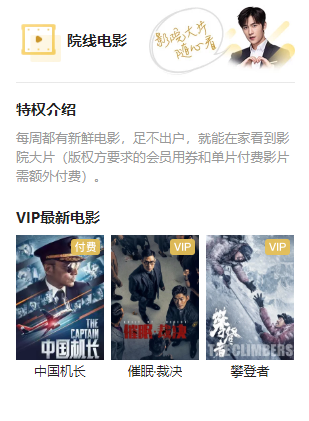 院线电影
影院大片
随心看
特权介绍
每周都有新鲜电影，足不出户，就能在家看到影
院大片（版权方要求的会员用券和单片付费影片
需额外付费）。
VIP最新电影
付费
VIP
VIP
THE
CAPTAIN
中国机长
催眠·裁决
攀登者
THE CLIMBERS
中国机长
催眠·裁决
攀登者